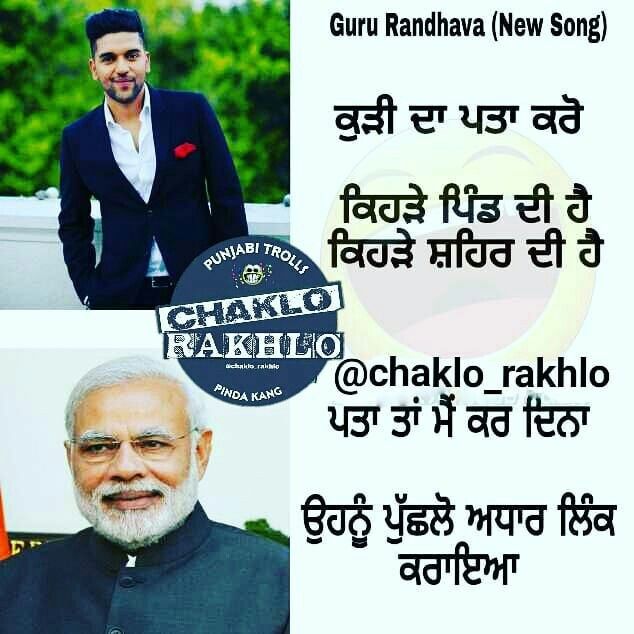 Guru Randhava (New Song)
ਕੁੜੀ ਦਾ ਪਤਾ ਕਰੋ
ਕਿਹੜੇ ਪਿੰਡ ਦੀ ਹੈ
ਕਿਹੜੇ ਸ਼ਹਿਰ ਦੀ ਹੈ
PUNJABI TROLLS
CHAKLO
RAKHLO
@chaklo_rakhlo
PINDA KANG
@chaklo_rakhlo
ਪਤਾ ਤਾਂ ਮੈਂ ਕਰ ਦਿਨਾ
ਉਹਨੂੰ ਪੁੱਛਲੋ ਅਧਾਰ ਲਿੰਕ
ਕਰਾਇਆ